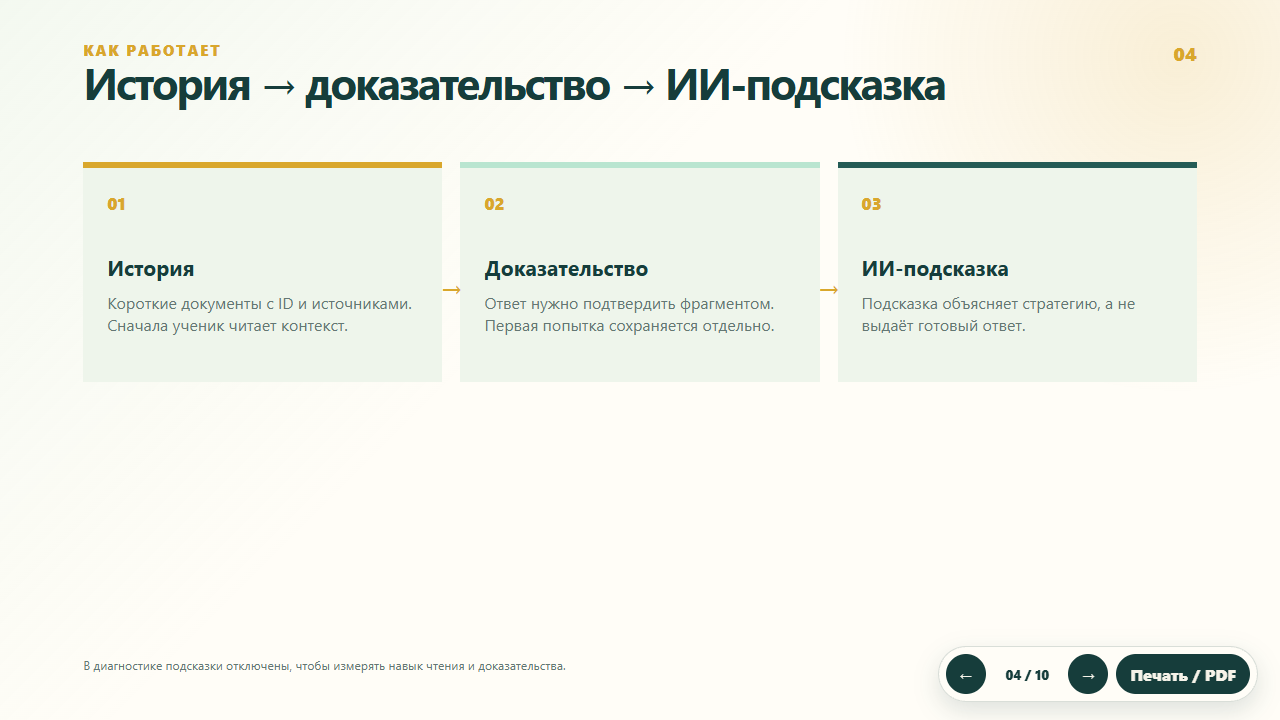 КАК РАБОТАЕТ
04
История → доказательство → ИИ-подсказка
01
История
Короткие документы с ID и источниками.
Сначала ученик читает контекст.
→
02
Доказательство
Ответ нужно подтвердить фрагментом.
Первая попытка сохраняется отдельно.
→
03
ИИ-подсказка
Подсказка объясняет стратегию, а не
выдаёт готовый ответ.
В диагностике подсказки отключены, чтобы измерять навык чтения и доказательства.
← 04 / 10 → Печать / PDF